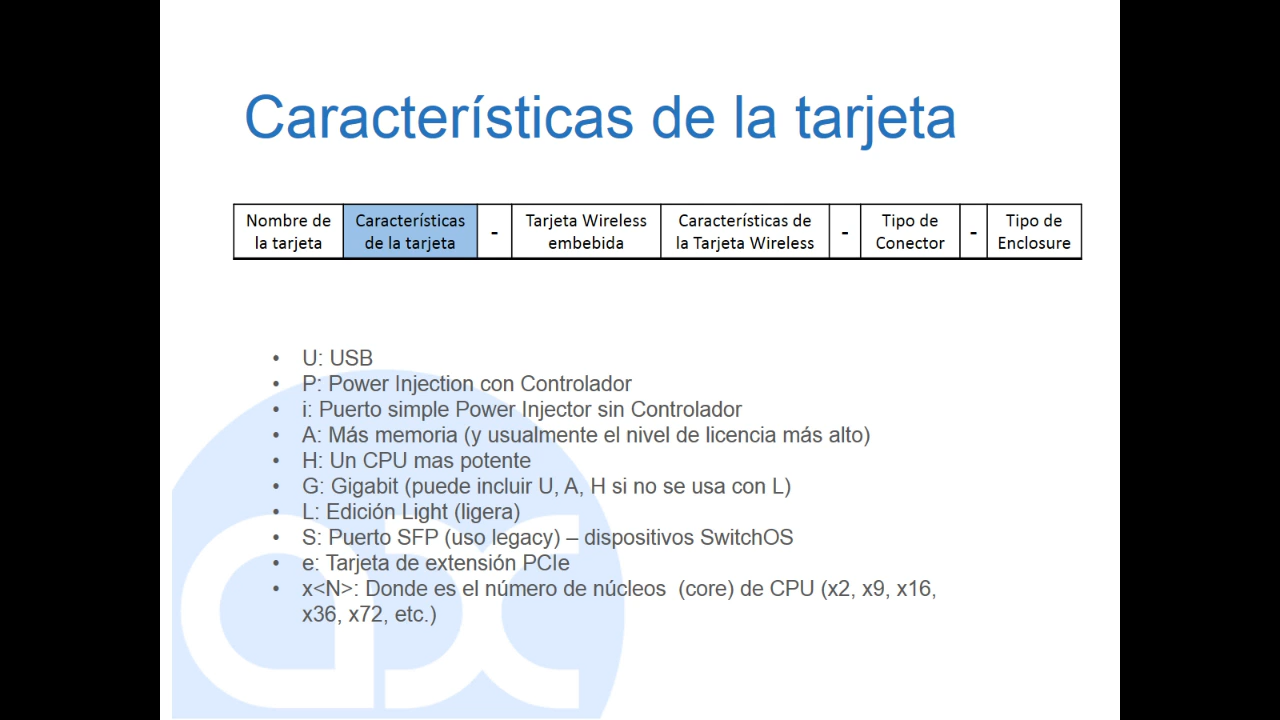 Características de la tarjeta
Nombre de la tarjeta
Características de la tarjeta
-
Tarjeta Wireless embebida
Características de la Tarjeta Wireless
-
Tipo de Conector
-
Tipo de Enclosure
• U: USB
• P: Power Injection con Controlador
• i: Puerto simple Power Injector sin Controlador
• A: Más memoria (y usualmente el nivel de licencia más alto)
• H: Un CPU mas potente
• G: Gigabit (puede incluir U, A, H si no se usa con L)
• L: Edición Light (ligera)
• S: Puerto SFP (uso legacy) – dispositivos SwitchOS
• e: Tarjeta de extensión PCIe
• x<N>: Donde es el número de núcleos (core) de CPU (x2, x9, x16,
x36, x72, etc.)